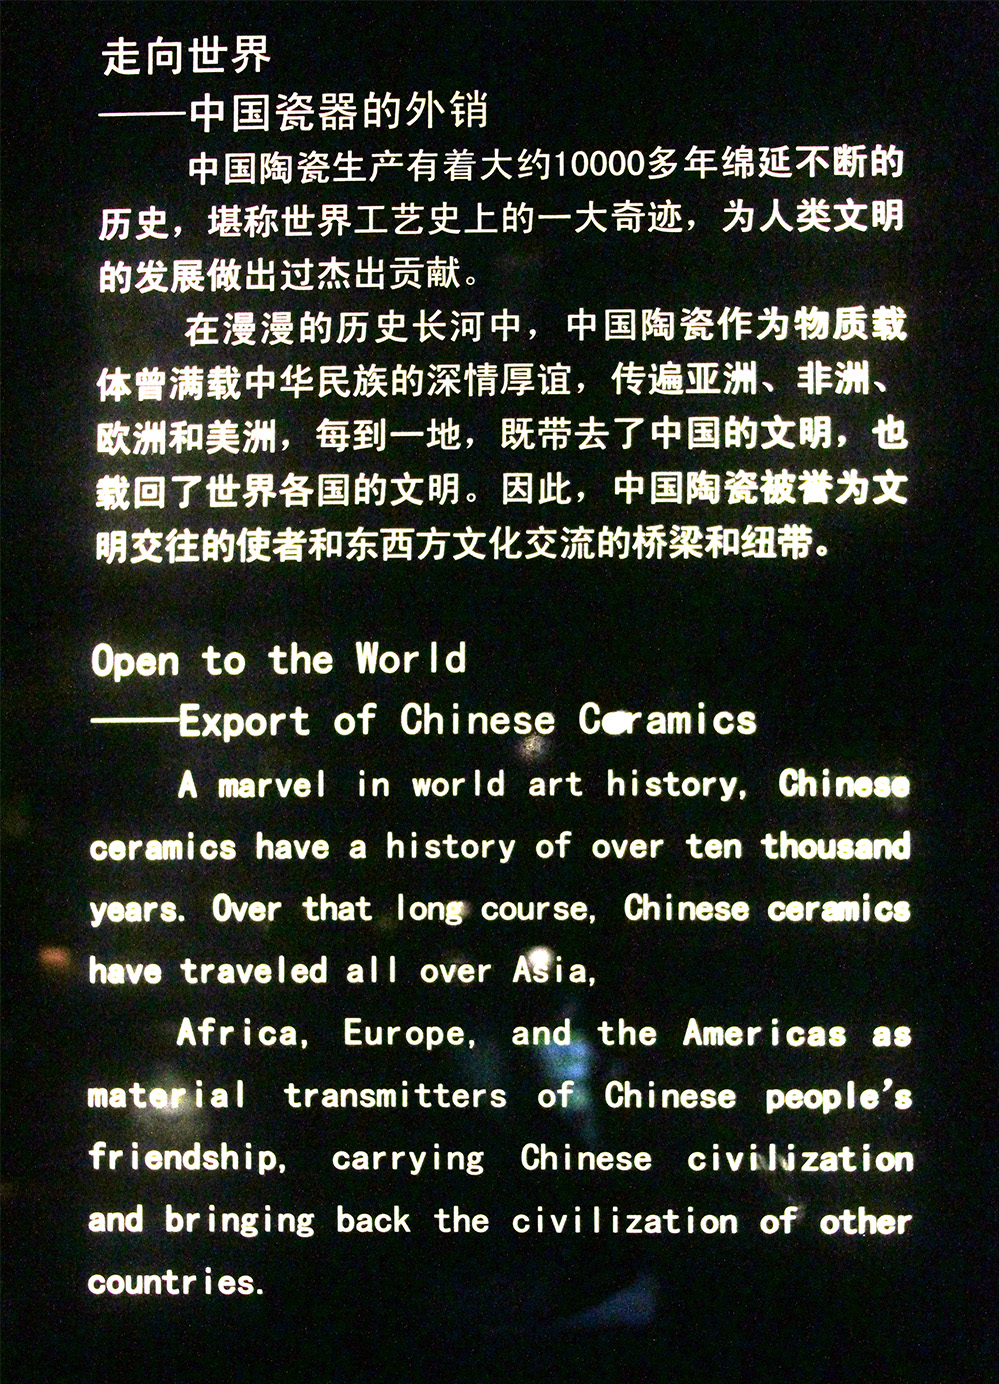 走向世界
——中国瓷器的外销
中国陶瓷生产有着大约10000多年绵延不断的
历史，堪称世界工艺史上的一大奇迹，为人类文明
的发展做出过杰出贡献。
在漫漫的历史长河中，中国陶瓷作为物质载
体曾满载中华民族的深情厚谊，传遍亚洲、非洲、
欧洲和美洲，每到一地，既带去了中国的文明，也
载回了世界各国的文明。因此，中国陶瓷被誉为文
明交往的使者和东西方文化交流的桥梁和纽带。
Open to the World
——Export of Chinese Ceramics
A marvel in world art history, Chinese
ceramics have a history of over ten thousand
years. Over that long course, Chinese ceramics
have traveled all over Asia,
Africa, Europe, and the Americas as
material transmitters of Chinese people's
friendship, carrying Chinese civilization
and bringing back the civilization of other
countries.